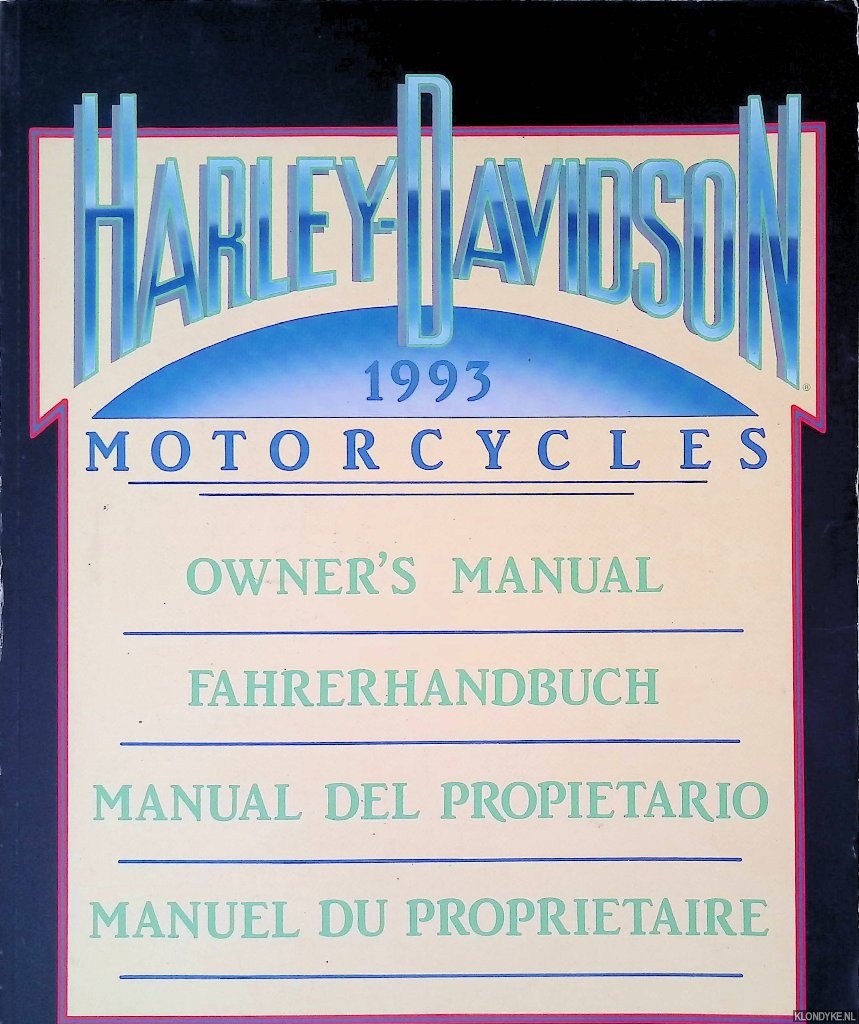 HARLEY-DAVIDSON®
1993
MOTORCYCLES
OWNER'S MANUAL
FAHRERHANDBUCH
MANUAL DEL PROPIETARIO
MANUEL DU PROPRIETAIRE
KLONDYKE.NL